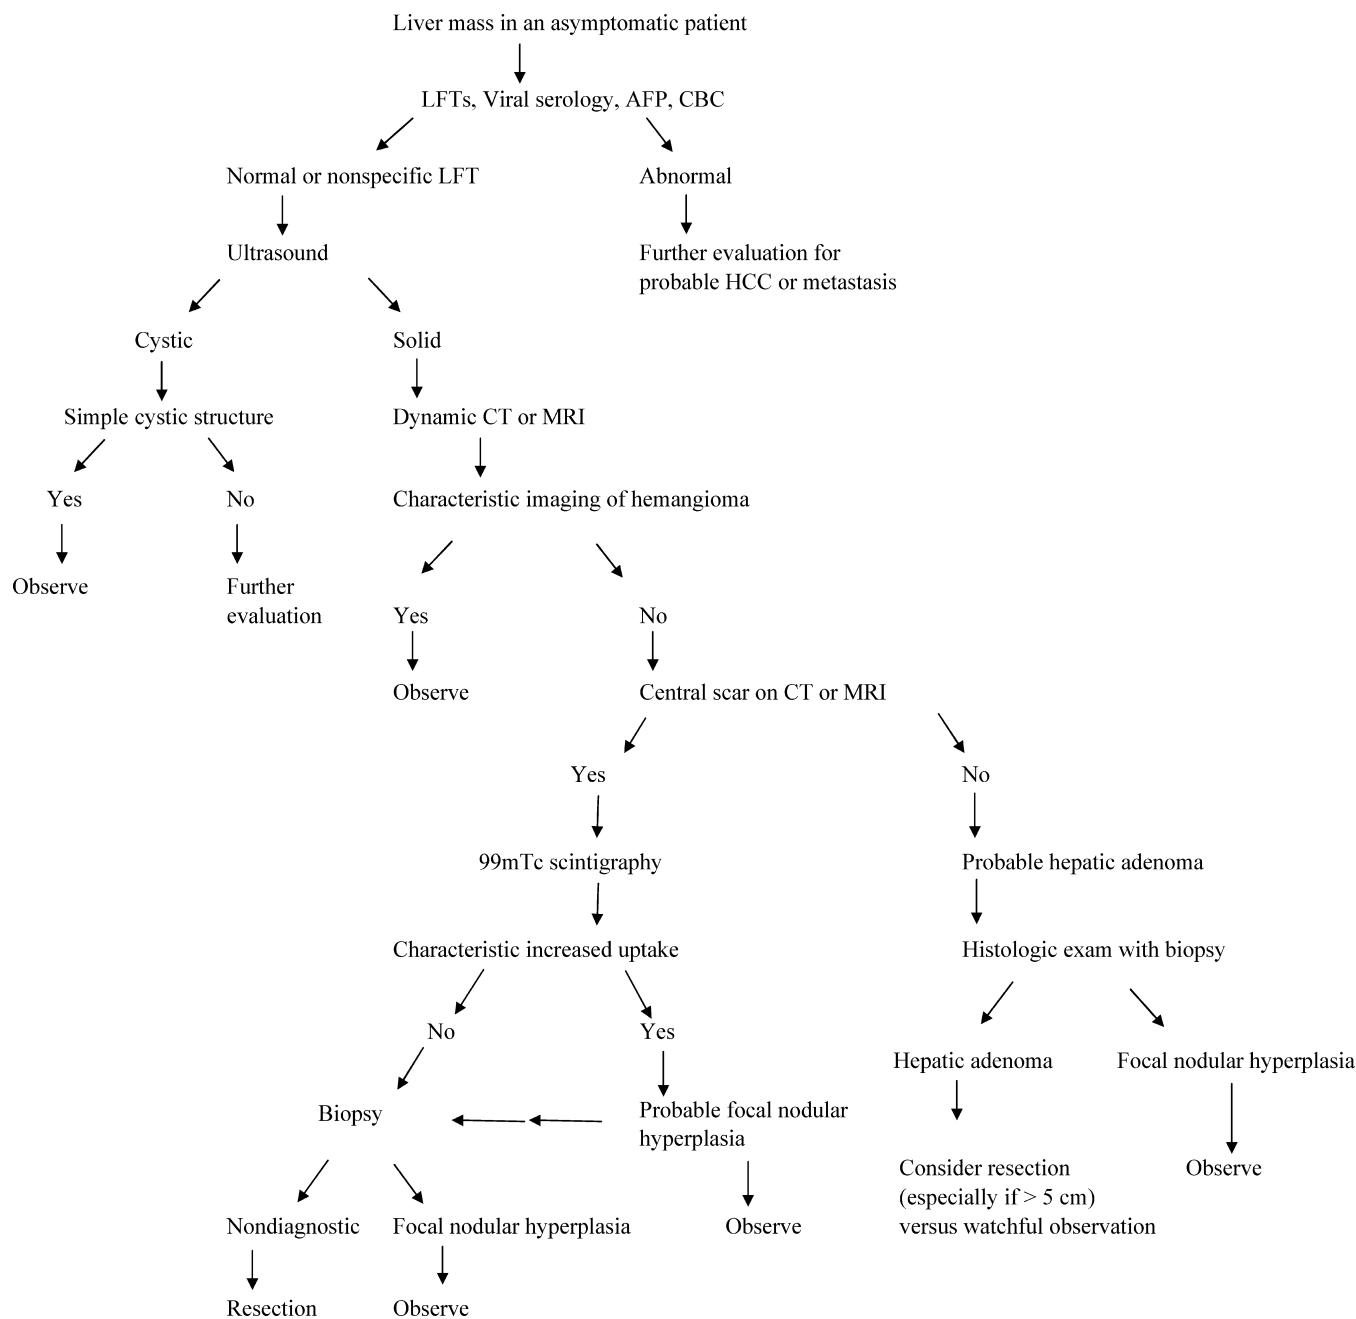 Liver mass in an asymptomatic patient
LFTs, Viral serology, AFP, CBC
Normal or nonspecific LFT
Abnormal
Ultrasound
Further evaluation for
probable HCC or metastasis
Cystic
Solid
Simple cystic structure
Dynamic CT or MRI
Yes
No
Characteristic imaging of hemangioma
Observe
Further
evaluation
Yes
No
Observe
Central scar on CT or MRI
Yes
No
99mTc scintigraphy
Probable hepatic adenoma
Characteristic increased uptake
Histologic exam with biopsy
No
Yes
Hepatic adenoma
Focal nodular hyperplasia
Biopsy
Probable focal nodular
hyperplasia
Consider resection
(especially if > 5 cm)
versus watchful observation
Observe
Nondiagnostic
Focal nodular hyperplasia
Observe
Resection
Observe